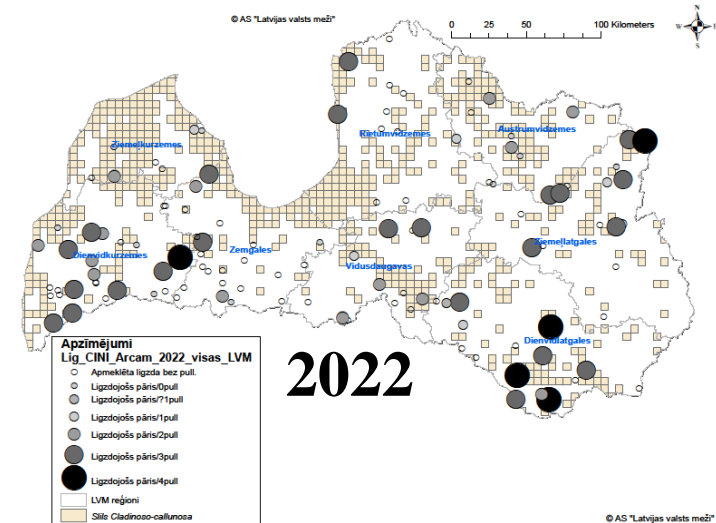 © AS "Latvijas valsts meži"
0 25 50 100 Kilometers
N
W E
S
Rietumvidzemes
Austrumvidzemes
Ziemeļkurzemes
Dienvidkurzemes
Zemgales
Vidusdaugavas
Ziemeļlatgales
Dienvidlatgales
2022
Apzīmējumi
Lig_CINI_Arcam_2022_visas_LVM
Apmeklēta ligzda bez pull.
Ligzdojošs pāris/0pull
Ligzdojošs pāris/?1pull
Ligzdojošs pāris/1pull
Ligzdojošs pāris/2pull
Ligzdojošs pāris/3pull
Ligzdojošs pāris/4pull
LVM reģioni
Sils Cladinoso-callunosa
© AS "Latvijas valsts meži"